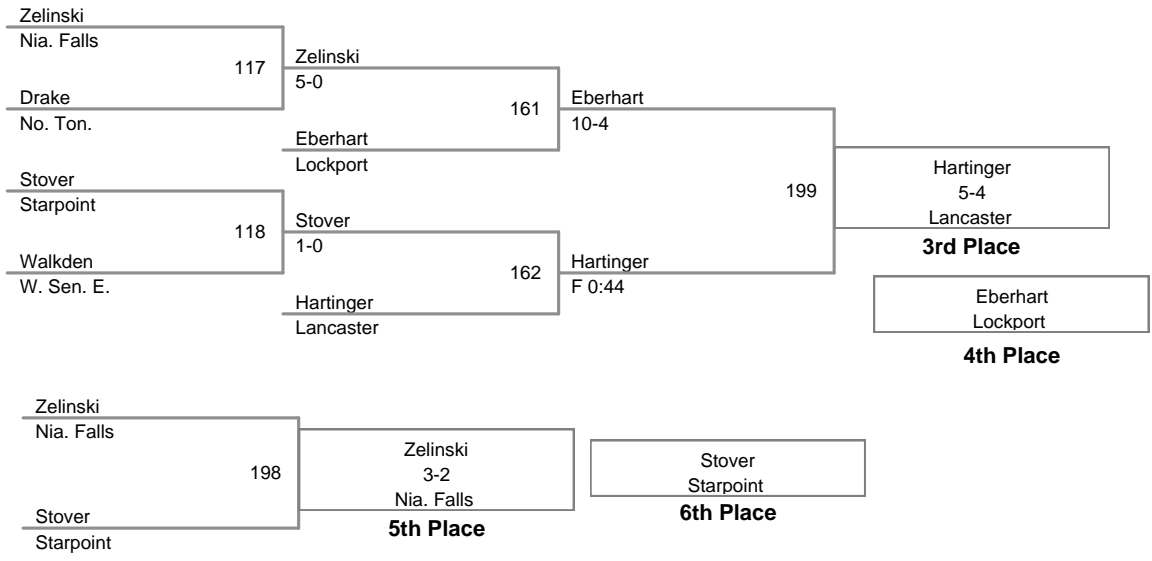 Zelinski
Nia. Falls
117
Drake
No. Ton.
Zelinski
5-0
161
Eberhart
Lockport
Stover
Starpoint
118
Walkden
W. Sen. E.
Stover
1-0
162
Hartinger
Lancaster
Eberhart
10-4
199
Hartinger
F 0:44
Hartinger
5-4
Lancaster
3rd Place
Eberhart
Lockport
4th Place
Zelinski
Nia. Falls
198
Stover
Starpoint
Zelinski
3-2
Nia. Falls
5th Place
Stover
Starpoint
6th Place